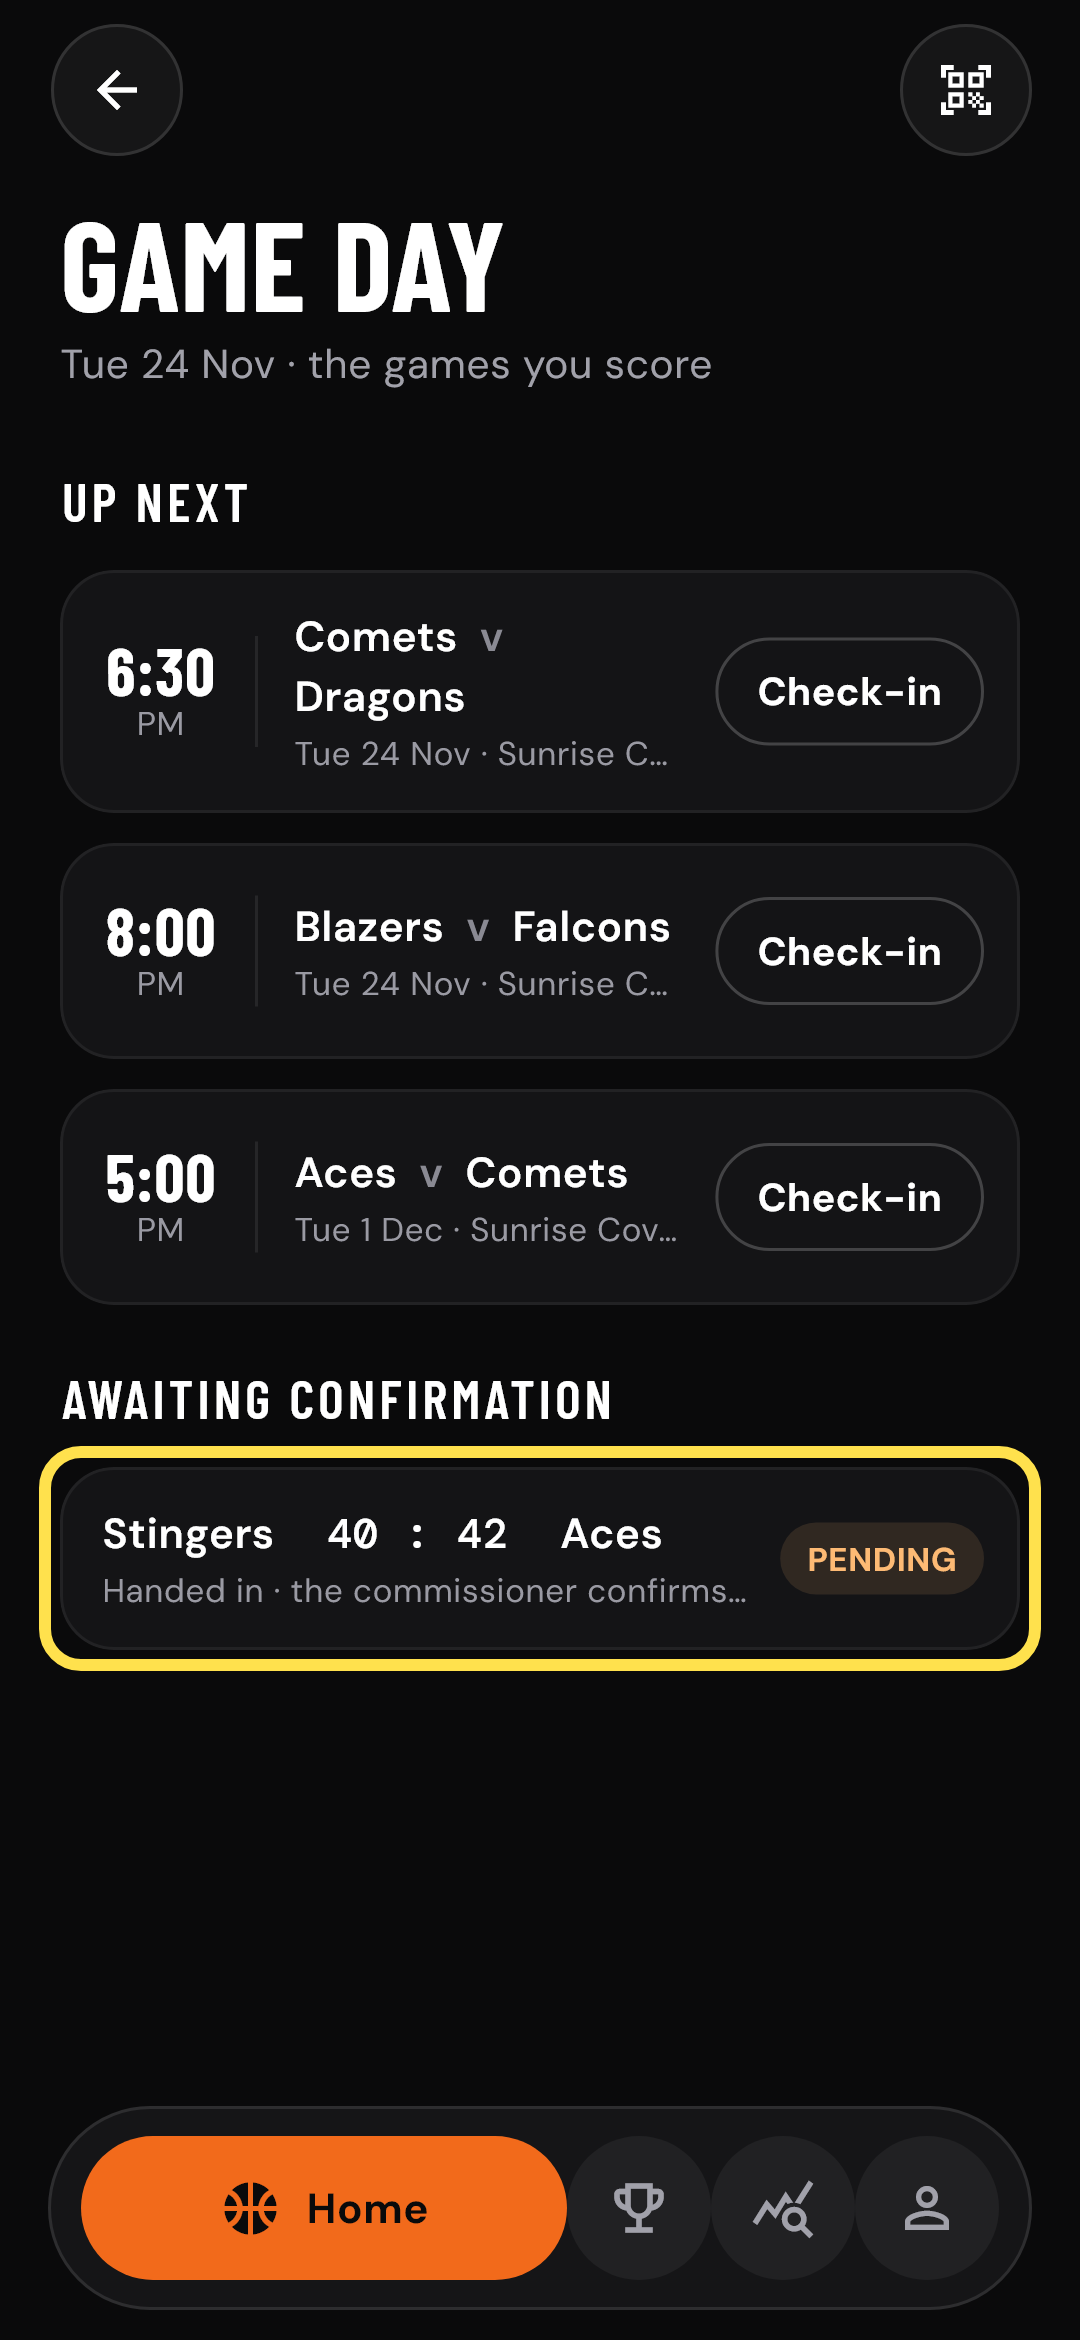 GAME DAY
Tue 24 Nov · the games you score
UP NEXT
6:30
PM
Comets v
Dragons
Tue 24 Nov · Sunrise C...
Check-in
8:00
PM
Blazers v Falcons
Tue 24 Nov · Sunrise C...
Check-in
5:00
PM
Aces v Comets
Tue 1 Dec · Sunrise Cov...
Check-in
AWAITING CONFIRMATION
Stingers 40 : 42 Aces
Handed in · the commissioner confirms...
PENDING
Home